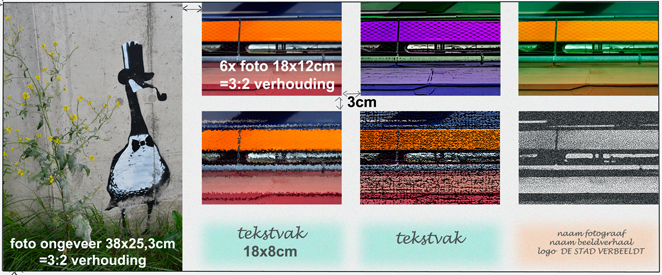 6x foto 18x12cm
=3:2 verhouding
3cm
foto ongeveer 38x25,3cm
=3:2 verhouding
tekstvak
18x8cm
tekstvak
naam fotograaf
naam beeldverhaal
logo DE STAD VERBEELDT